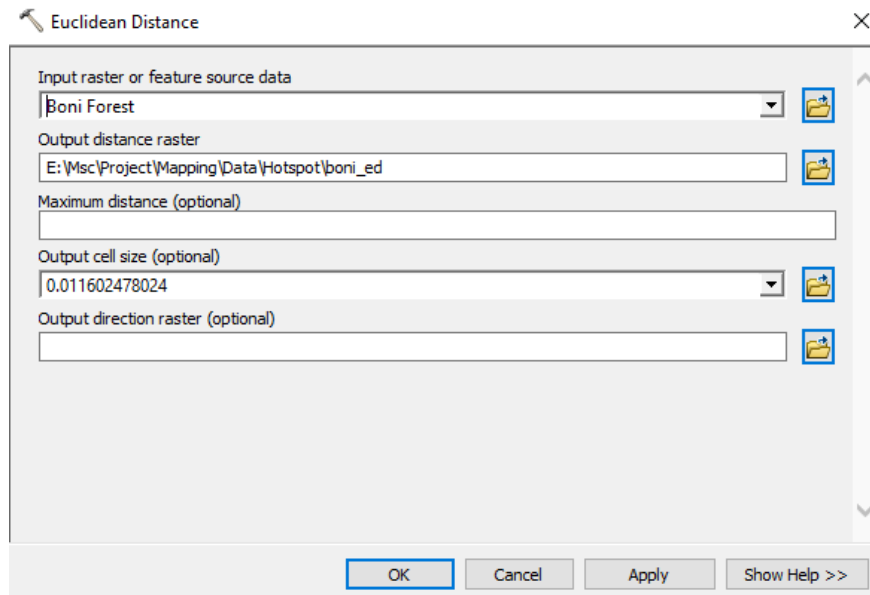 Euclidean Distance
Input raster or feature source data
Boni Forest
Output distance raster
E:\Msc\Project\Mapping\Data\Hotspot\boni_ed
Maximum distance (optional)
Output cell size (optional)
0.011602478024
Output direction raster (optional)
OK Cancel Apply Show Help >>